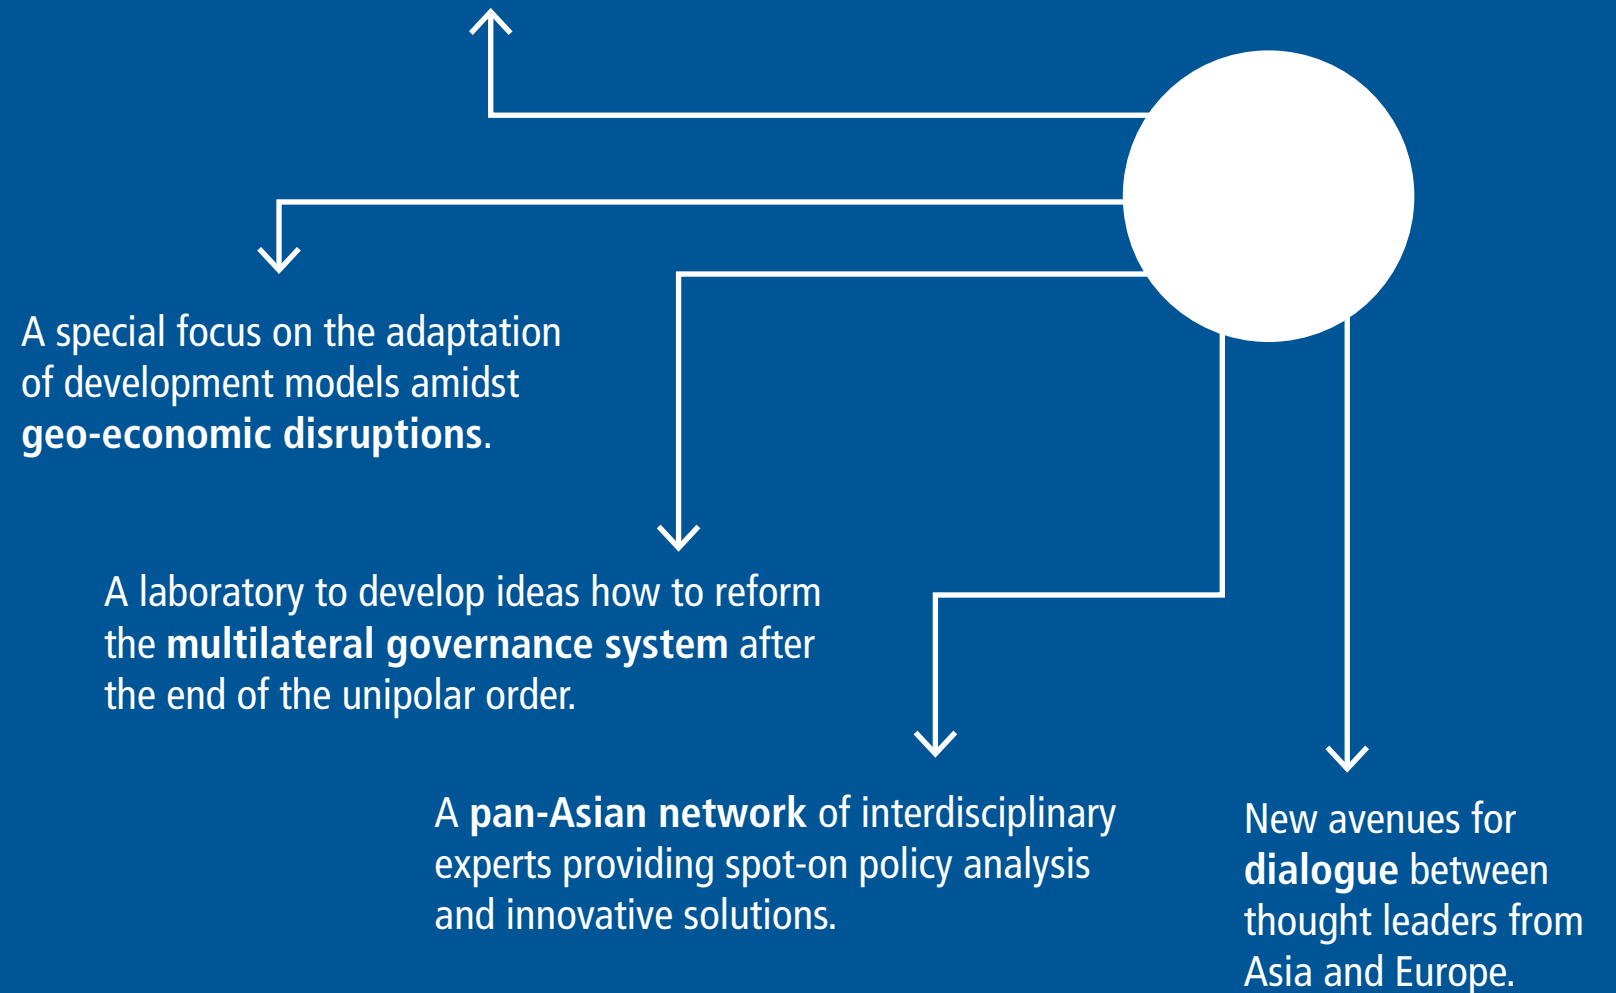 A special focus on the adaptation
of development models amidst
geo-economic disruptions.
A laboratory to develop ideas how to reform
the multilateral governance system after
the end of the unipolar order.
A pan-Asian network of interdisciplinary
experts providing spot-on policy analysis
and innovative solutions.
New avenues for
dialogue between
thought leaders from
Asia and Europe.